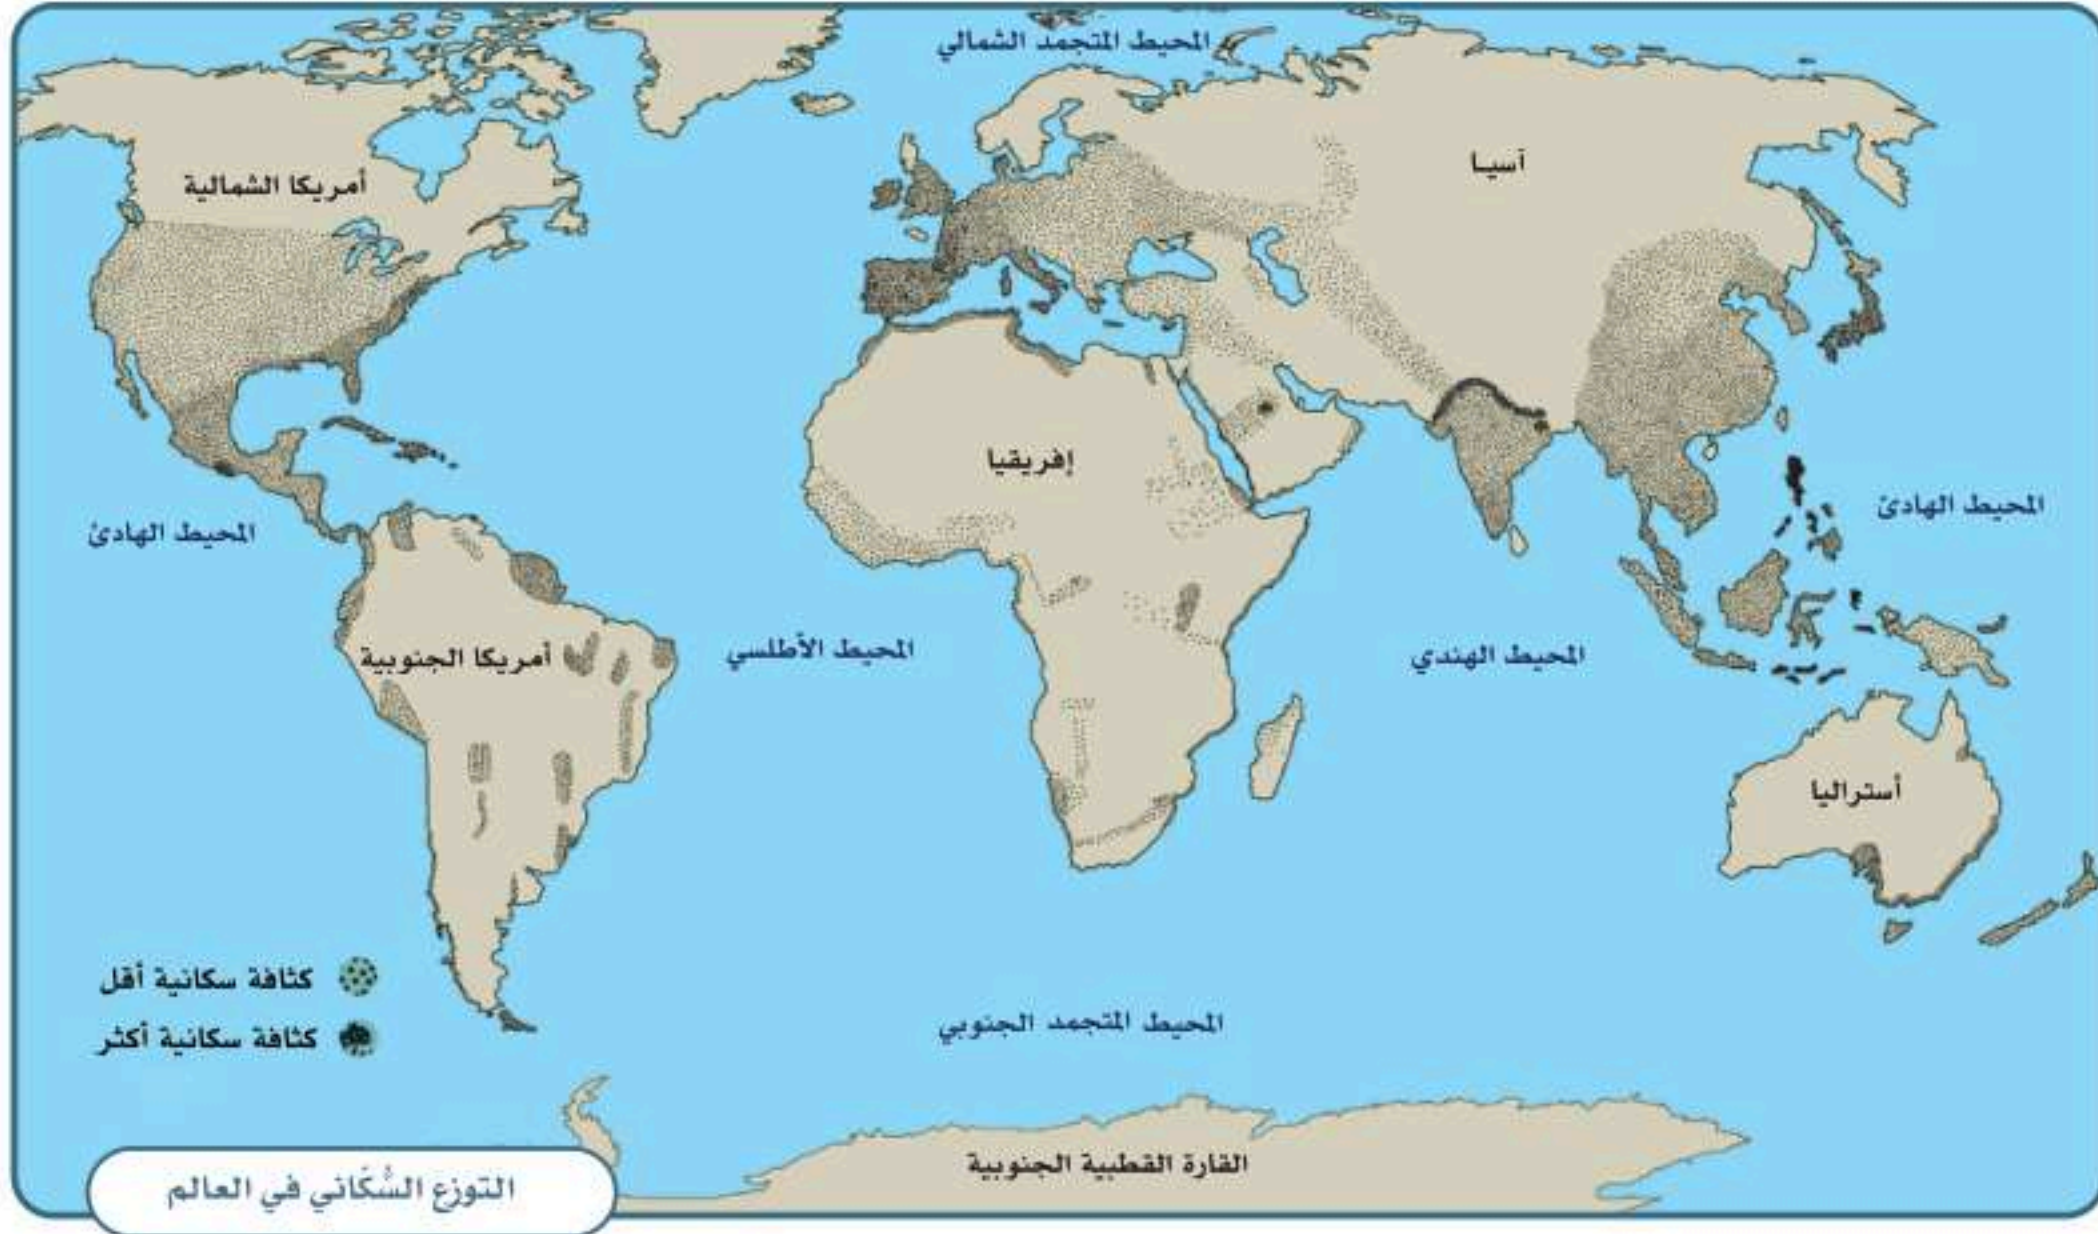 المحيط المتجمد الشمالي
أمريكا الشمالية
آسيا
إفريقيا
المحيط الهادئ
المحيط الهادئ
أمريكا الجنوبية
المحيط الأطلسي
المحيط الهندي
أستراليا
كثافة سكانية أقل
كثافة سكانية أكثر
المحيط المتجمد الجنوبي
القارة القطبية الجنوبية
التوزع السُّكّاني في العالم